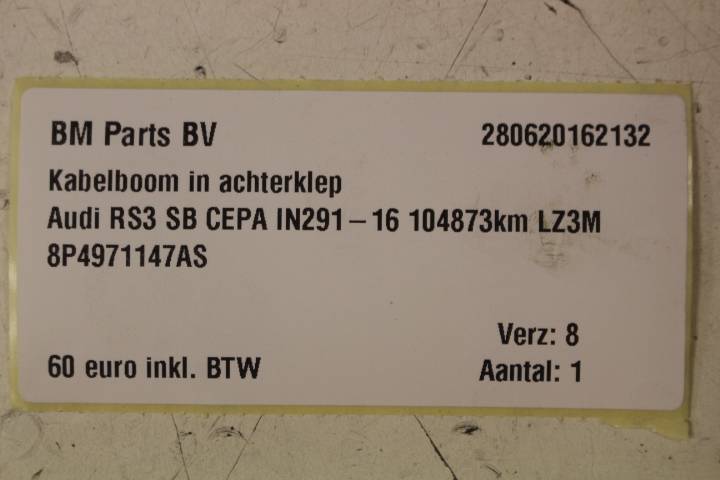 BM Parts BV 280620162132
Kabelboom in achterklep
Audi RS3 SB CEPA IN291-16 104873km LZ3M
8P4971147AS
Verz: 8
60 euro inkl. BTW Aantal: 1